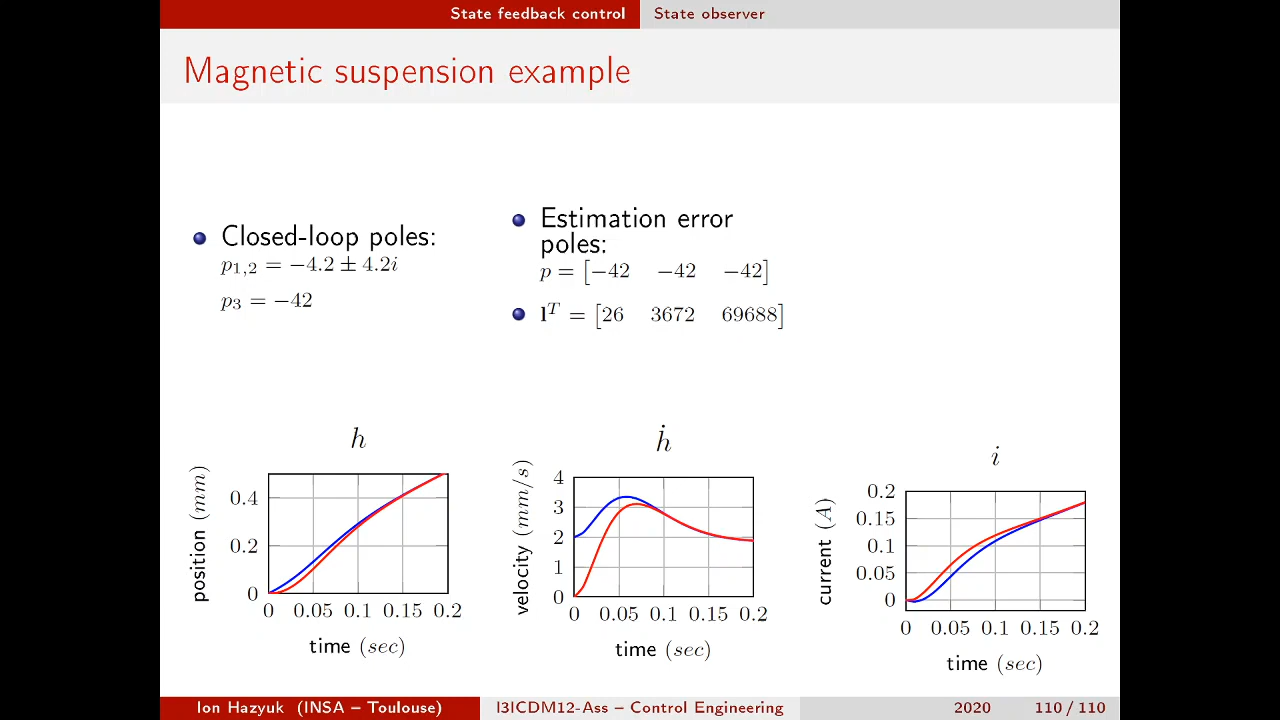 State feedback control State observer
Magnetic suspension example
Closed-loop poles:
p₁,₂ = −4.2 ± 4.2i
p₃ = −42
Estimation error
poles:
p = [−42 −42 −42]
lᵀ = [26 3672 69688]
h
position (mm)
0.4
0.2
0
0 0.05 0.1 0.15 0.2
time (sec)
ḣ
velocity (mm/s)
4
3
2
1
0
0 0.05 0.1 0.15 0.2
time (sec)
i
current (A)
0.2
0.15
0.1
0.05
0
0 0.05 0.1 0.15 0.2
time (sec)
Ion Hazyuk (INSA – Toulouse) I3ICDM12-Ass – Control Engineering 2020 110 / 110